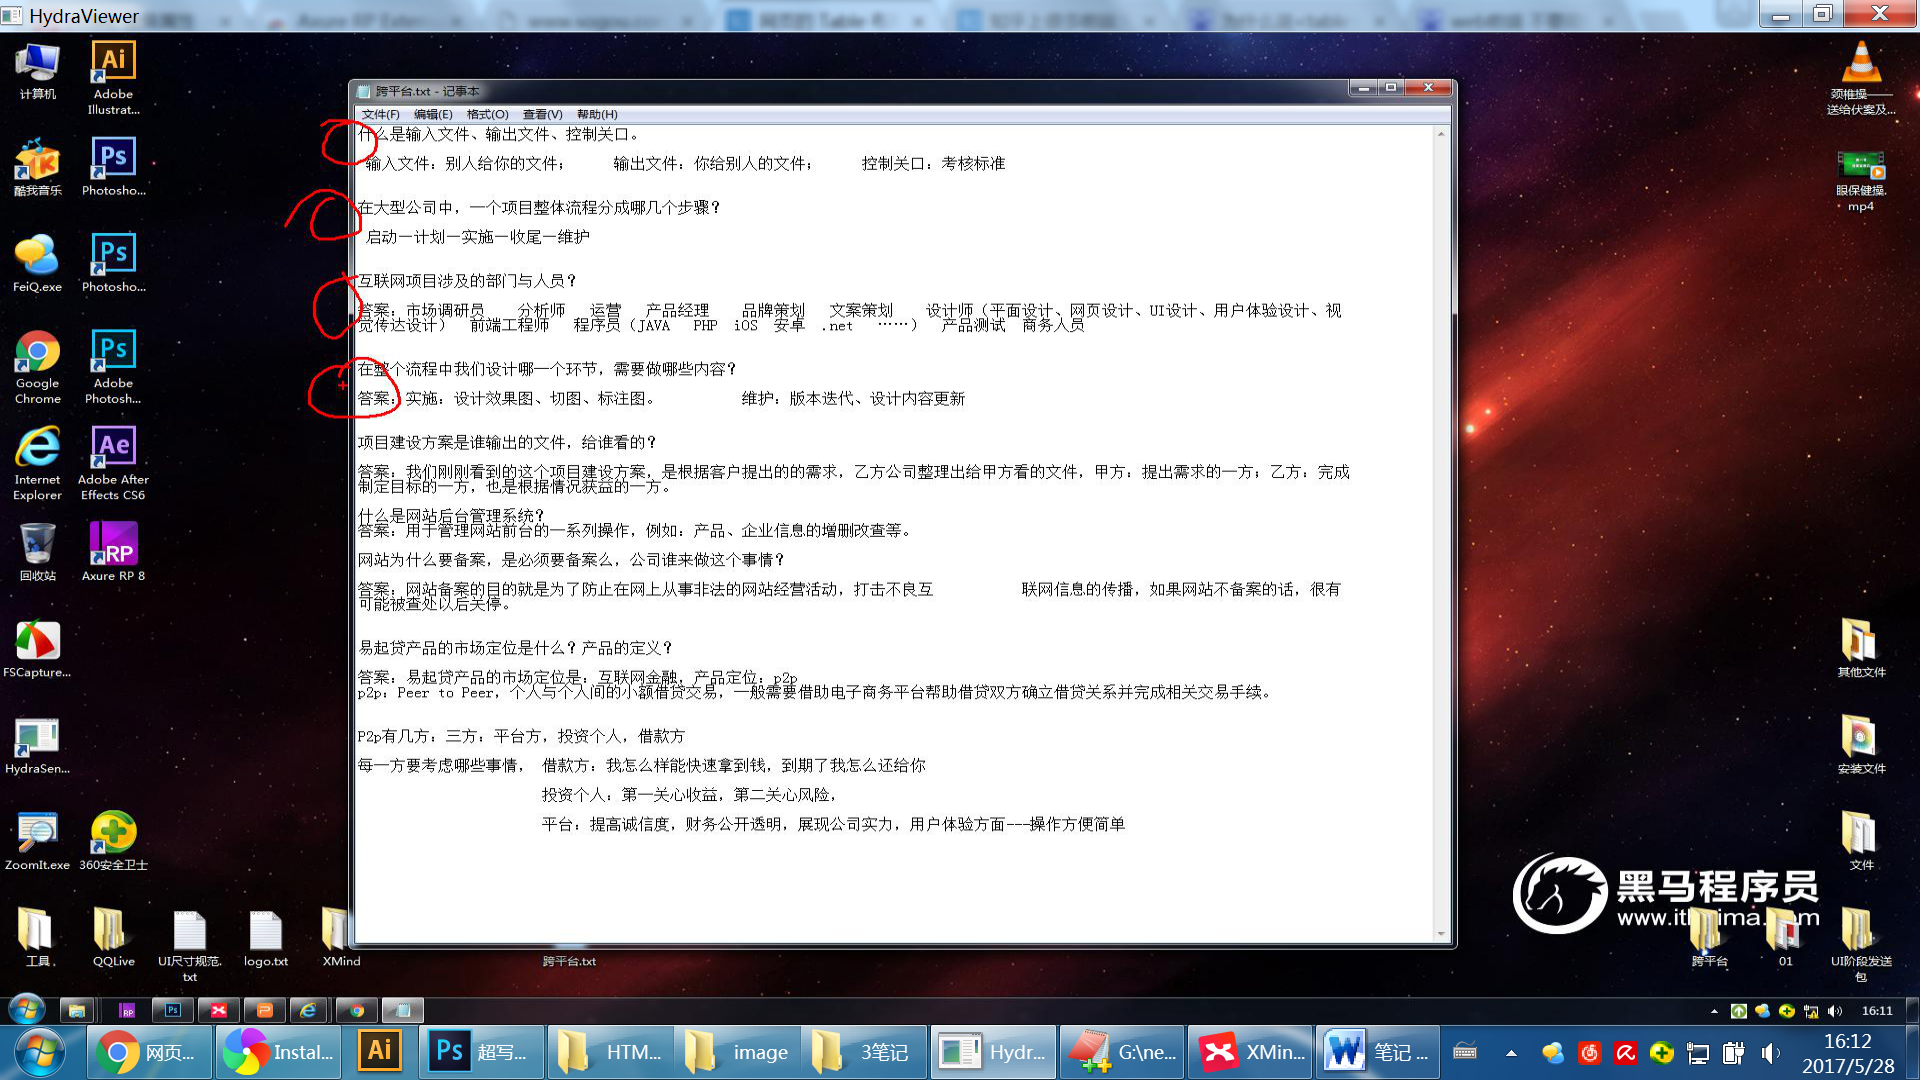 HydraViewer
计算机
Adobe
Illustrat...
酷我音乐
Photosho...
FeiQ.exe
Photosho...
Google
Chrome
Adobe
Photosh...
Internet
Explorer
Adobe After
Effects CS6
回收站
Axure RP 8
FSCapture...
HydraSen...
ZoomIt.exe
360安全卫士
工具
QQLive
UI尺寸规范.
txt
logo.txt
XMind
跨平台.txt
跨平台.txt - 记事本
文件(F) 编辑(E) 格式(O) 查看(V) 帮助(H)
什么是输入文件、输出文件、控制关口。
输入文件：别人给你的文件； 输出文件：你给别人的文件； 控制关口：考核标准
在大型公司中，一个项目整体流程分成哪几个步骤？
启动—计划—实施—收尾—维护
互联网项目涉及的部门与人员？
答案：市场调研员 分析师 运营 产品经理 品牌策划 文案策划 设计师（平面设计、网页设计、UI设计、用户体验设计、视
觉传达设计） 前端工程师 程序员（JAVA PHP iOS 安卓 .net ……） 产品测试 商务人员
在整个流程中我们设计哪一个环节，需要做哪些内容？
答案：实施：设计效果图、切图、标注图。 维护：版本迭代、设计内容更新
项目建设方案是谁输出的文件，给谁看的？
答案：我们刚刚看到的这个项目建设方案，是根据客户提出的的需求，乙方公司整理出给甲方看的文件，甲方：提出需求的一方；乙方：完成
制定目标的一方，也是根据情况获益的一方。
什么是网站后台管理系统？
答案：用于管理网站前台的一系列操作，例如：产品、企业信息的增删改查等。
网站为什么要备案，是必须要备案么，公司谁来做这个事情？
答案：网站备案的目的就是为了防止在网上从事非法的网站经营活动，打击不良互 联网信息的传播，如果网站不备案的话，很有
可能被查处以后关停。
易起贷产品的市场定位是什么？产品的定义？
答案：易起贷产品的市场定位是：互联网金融，产品定位：p2p
p2p：Peer to Peer，个人与个人间的小额借贷交易，一般需要借助电子商务平台帮助借贷双方确立借贷关系并完成相关交易手续。
P2p有几方：三方：平台方，投资个人，借款方
每一方要考虑哪些事情， 借款方：我怎么样能快速拿到钱，到期了我怎么还给你
投资个人：第一关心收益，第二关心风险，
平台：提高诚信度，财务公开透明，展现公司实力，用户体验方面---操作方便简单
颈椎操——
送给伏案及...
眼保健操.
mp4
其他文件
安装文件
文件
黑马程序员
跨平台
01
UI阶段发送
包
16:11
网页...
Instal...
超写...
HTM...
image
3笔记
Hydr...
G:\ne...
XMin...
笔记 ...
16:12
2017/5/28